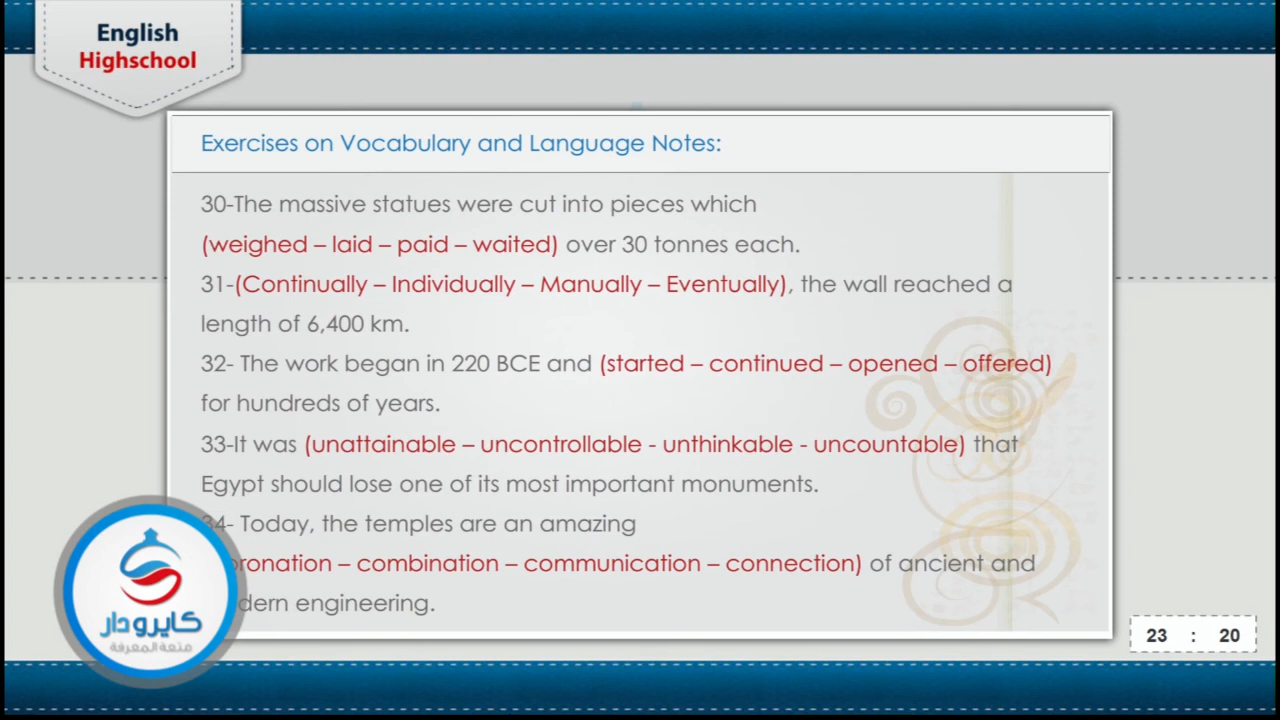 English
Highschool
Exercises on Vocabulary and Language Notes:
30-The massive statues were cut into pieces which
(weighed – laid – paid – waited) over 30 tonnes each.
31-(Continually – Individually – Manually – Eventually), the wall reached a
length of 6,400 km.
32- The work began in 220 BCE and (started – continued – opened – offered)
for hundreds of years.
33-It was (unattainable – uncontrollable - unthinkable - uncountable) that
Egypt should lose one of its most important monuments.
34- Today, the temples are an amazing
– combination – communication – connection) of ancient and
engineering.
كايرودار
متعة المعرفة
23 : 20